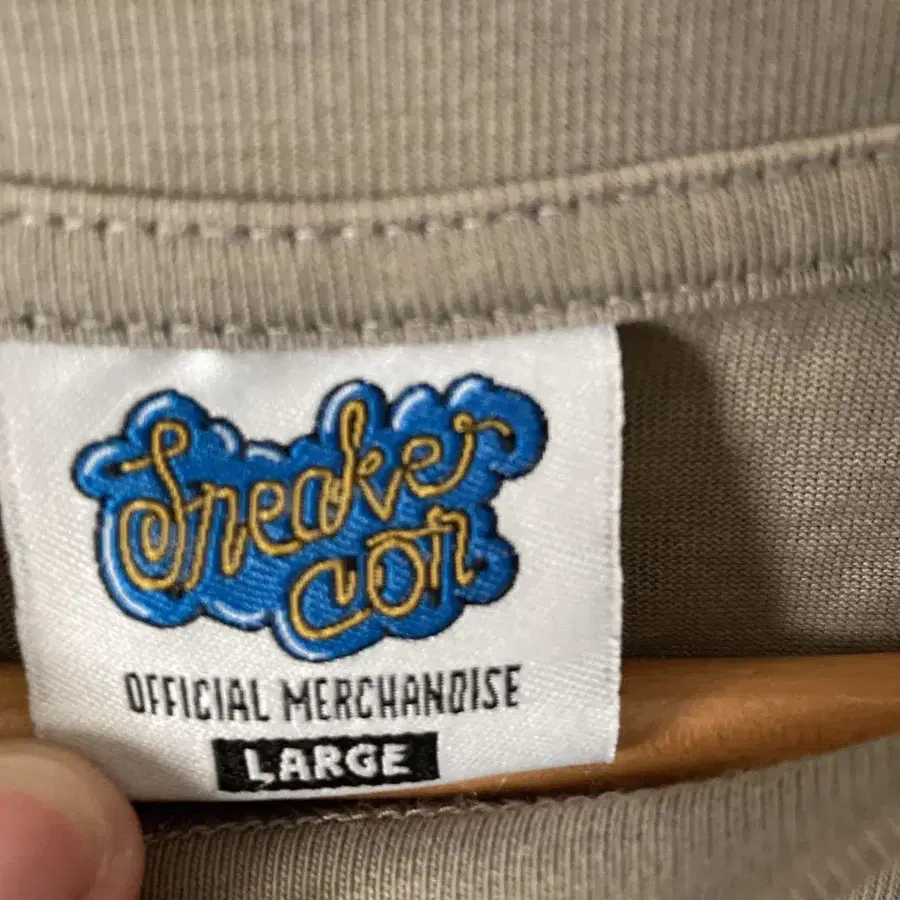 Sneaker
con
OFFICIAL MERCHANDISE
LARGE